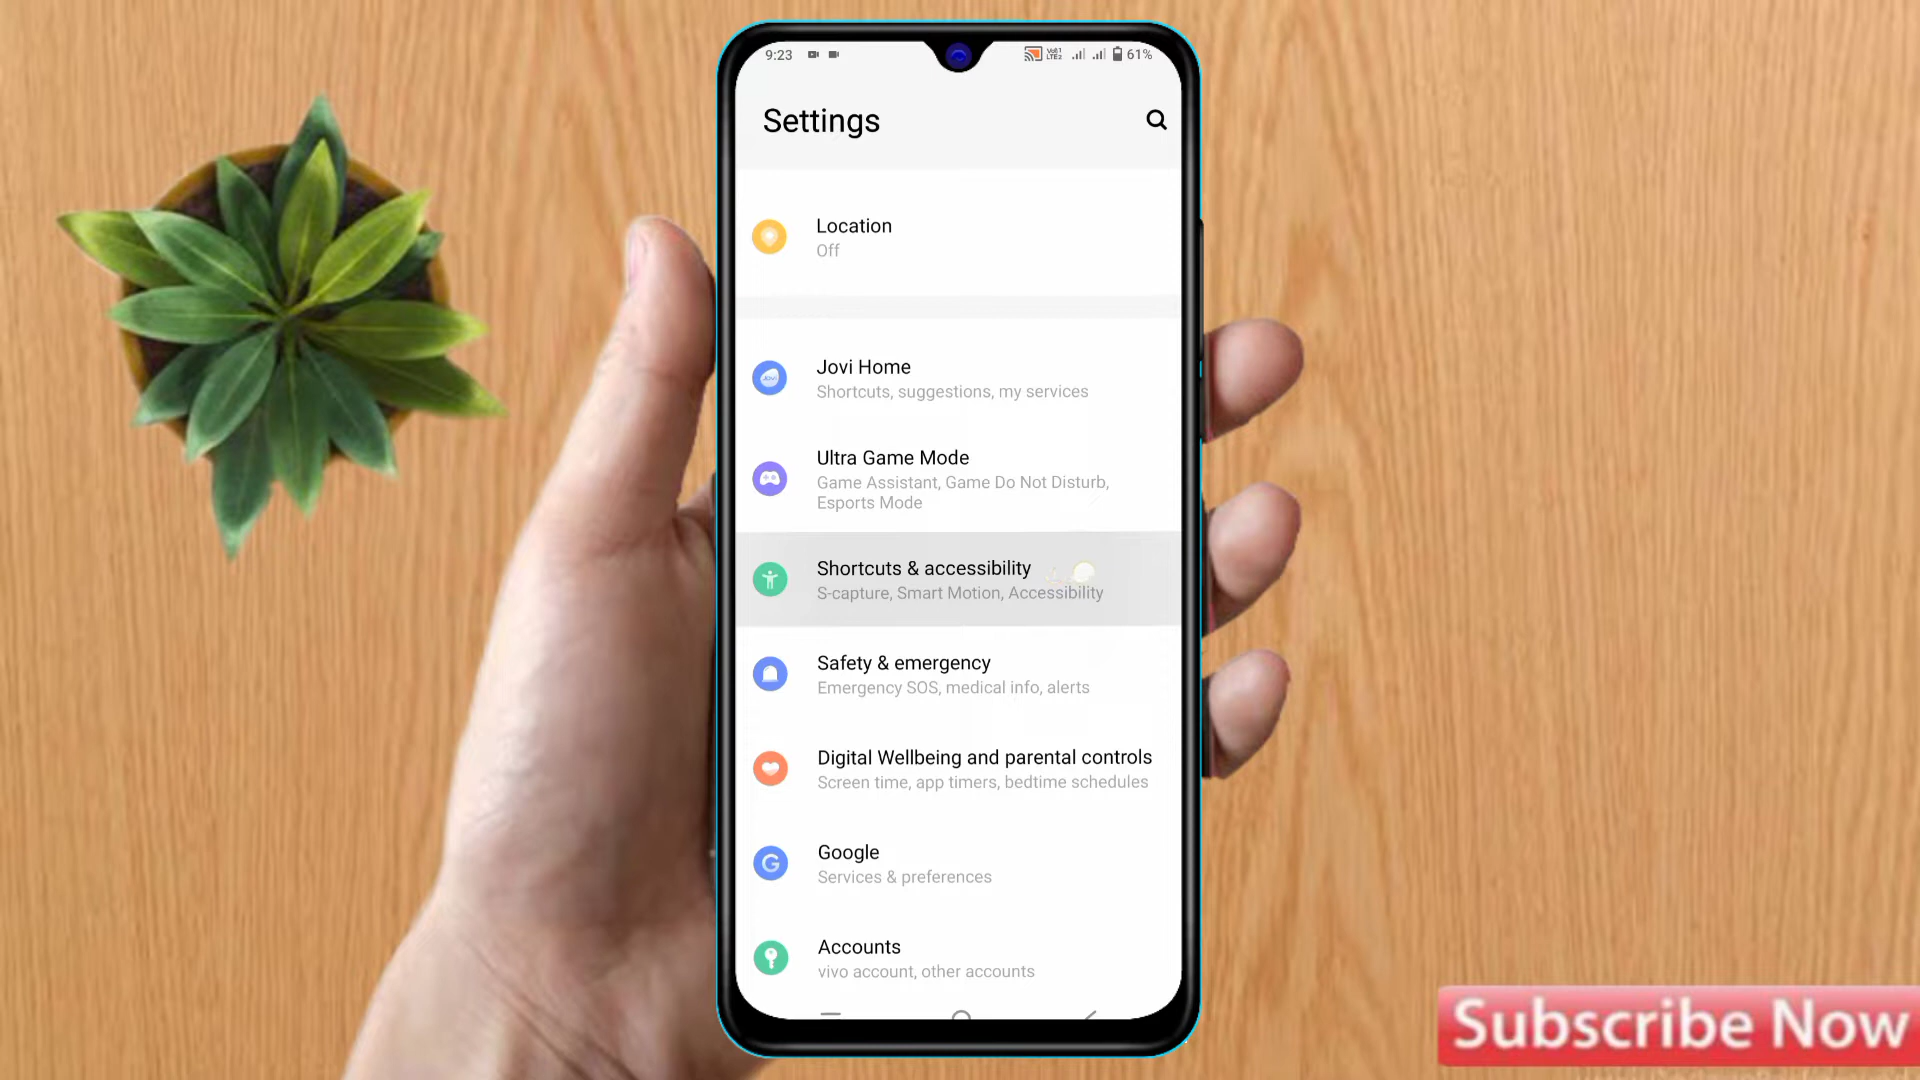 9:23
VoI1
LTE2
61%
Settings
Location
Off
Jovi
Jovi Home
Shortcuts, suggestions, my services
Ultra Game Mode
Game Assistant, Game Do Not Disturb,
Esports Mode
Shortcuts & accessibility
S-capture, Smart Motion, Accessibility
Safety & emergency
Emergency SOS, medical info, alerts
Digital Wellbeing and parental controls
Screen time, app timers, bedtime schedules
G
Google
Services & preferences
Accounts
vivo account, other accounts
Subscribe Now